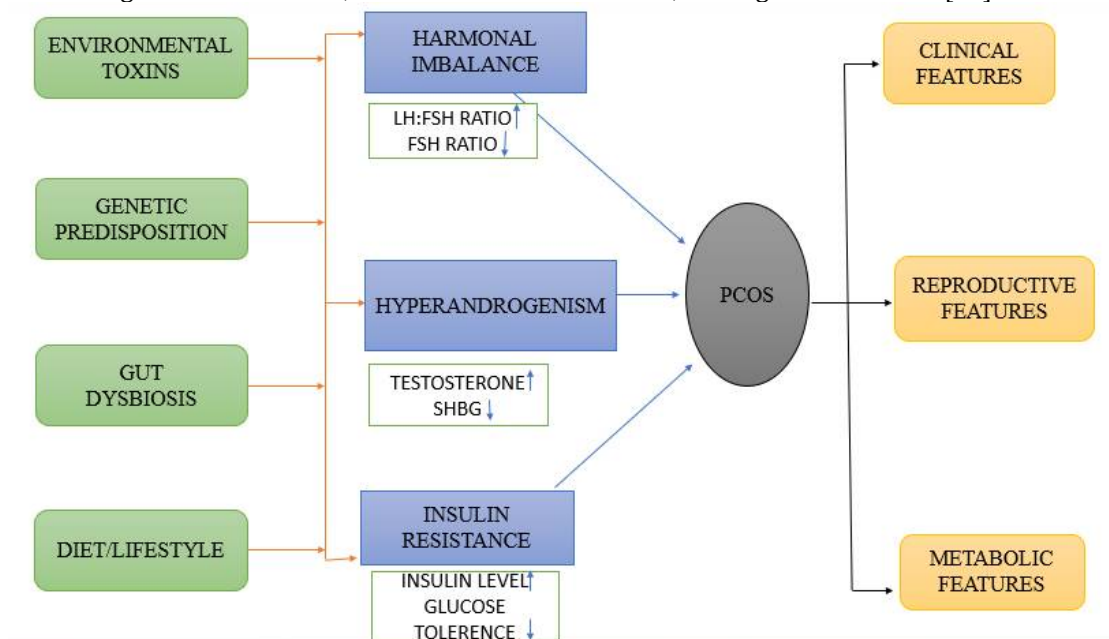 ENVIRONMENTAL
TOXINS
GENETIC
PREDISPOSITION
GUT
DYSBIOSIS
DIET/LIFESTYLE
HARMONAL
IMBALANCE
LH:FSH RATIO↑
FSH RATIO↓
HYPERANDROGENISM
TESTOSTERONE↑
SHBG↓
INSULIN
RESISTANCE
INSULIN LEVEL↑
GLUCOSE
TOLERENCE ↓
PCOS
CLINICAL
FEATURES
REPRODUCTIVE
FEATURES
METABOLIC
FEATURES